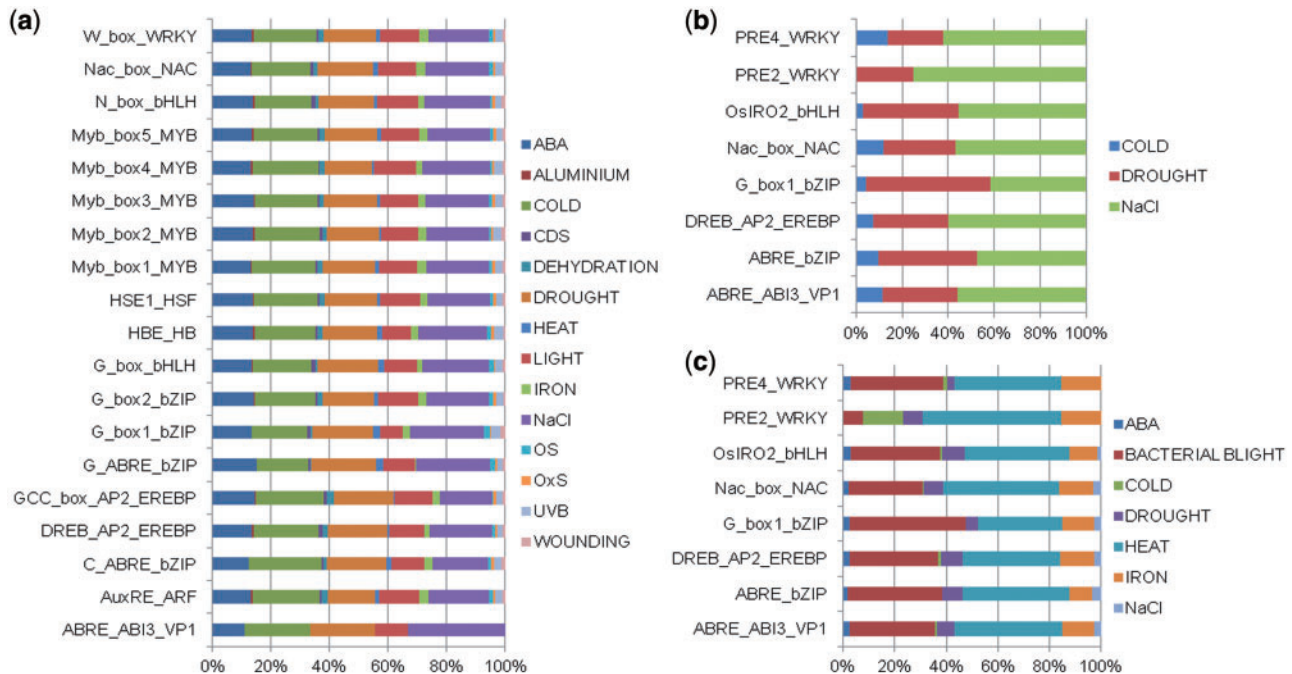 (a)
W_box_WRKY
Nac_box_NAC
N_box_bHLH
Myb_box5_MYB
Myb_box4_MYB
Myb_box3_MYB
Myb_box2_MYB
Myb_box1_MYB
HSE1_HSF
HBE_HB
G_box_bHLH
G_box2_bZIP
G_box1_bZIP
G_ABRE_bZIP
GCC_box_AP2_EREBP
DREB_AP2_EREBP
C_ABRE_bZIP
AuxRE_ARF
ABRE_ABI3_VP1
0% 20% 40% 60% 80% 100%
ABA
ALUMINIUM
COLD
CDS
DEHYDRATION
DROUGHT
HEAT
LIGHT
IRON
NaCl
OS
OxS
UVB
WOUNDING
(b)
PRE4_WRKY
PRE2_WRKY
OsIRO2_bHLH
Nac_box_NAC
G_box1_bZIP
DREB_AP2_EREBP
ABRE_bZIP
ABRE_ABI3_VP1
0% 20% 40% 60% 80% 100%
COLD
DROUGHT
NaCl
(c)
PRE4_WRKY
PRE2_WRKY
OsIRO2_bHLH
Nac_box_NAC
G_box1_bZIP
DREB_AP2_EREBP
ABRE_bZIP
ABRE_ABI3_VP1
0% 20% 40% 60% 80% 100%
ABA
BACTERIAL BLIGHT
COLD
DROUGHT
HEAT
IRON
NaCl